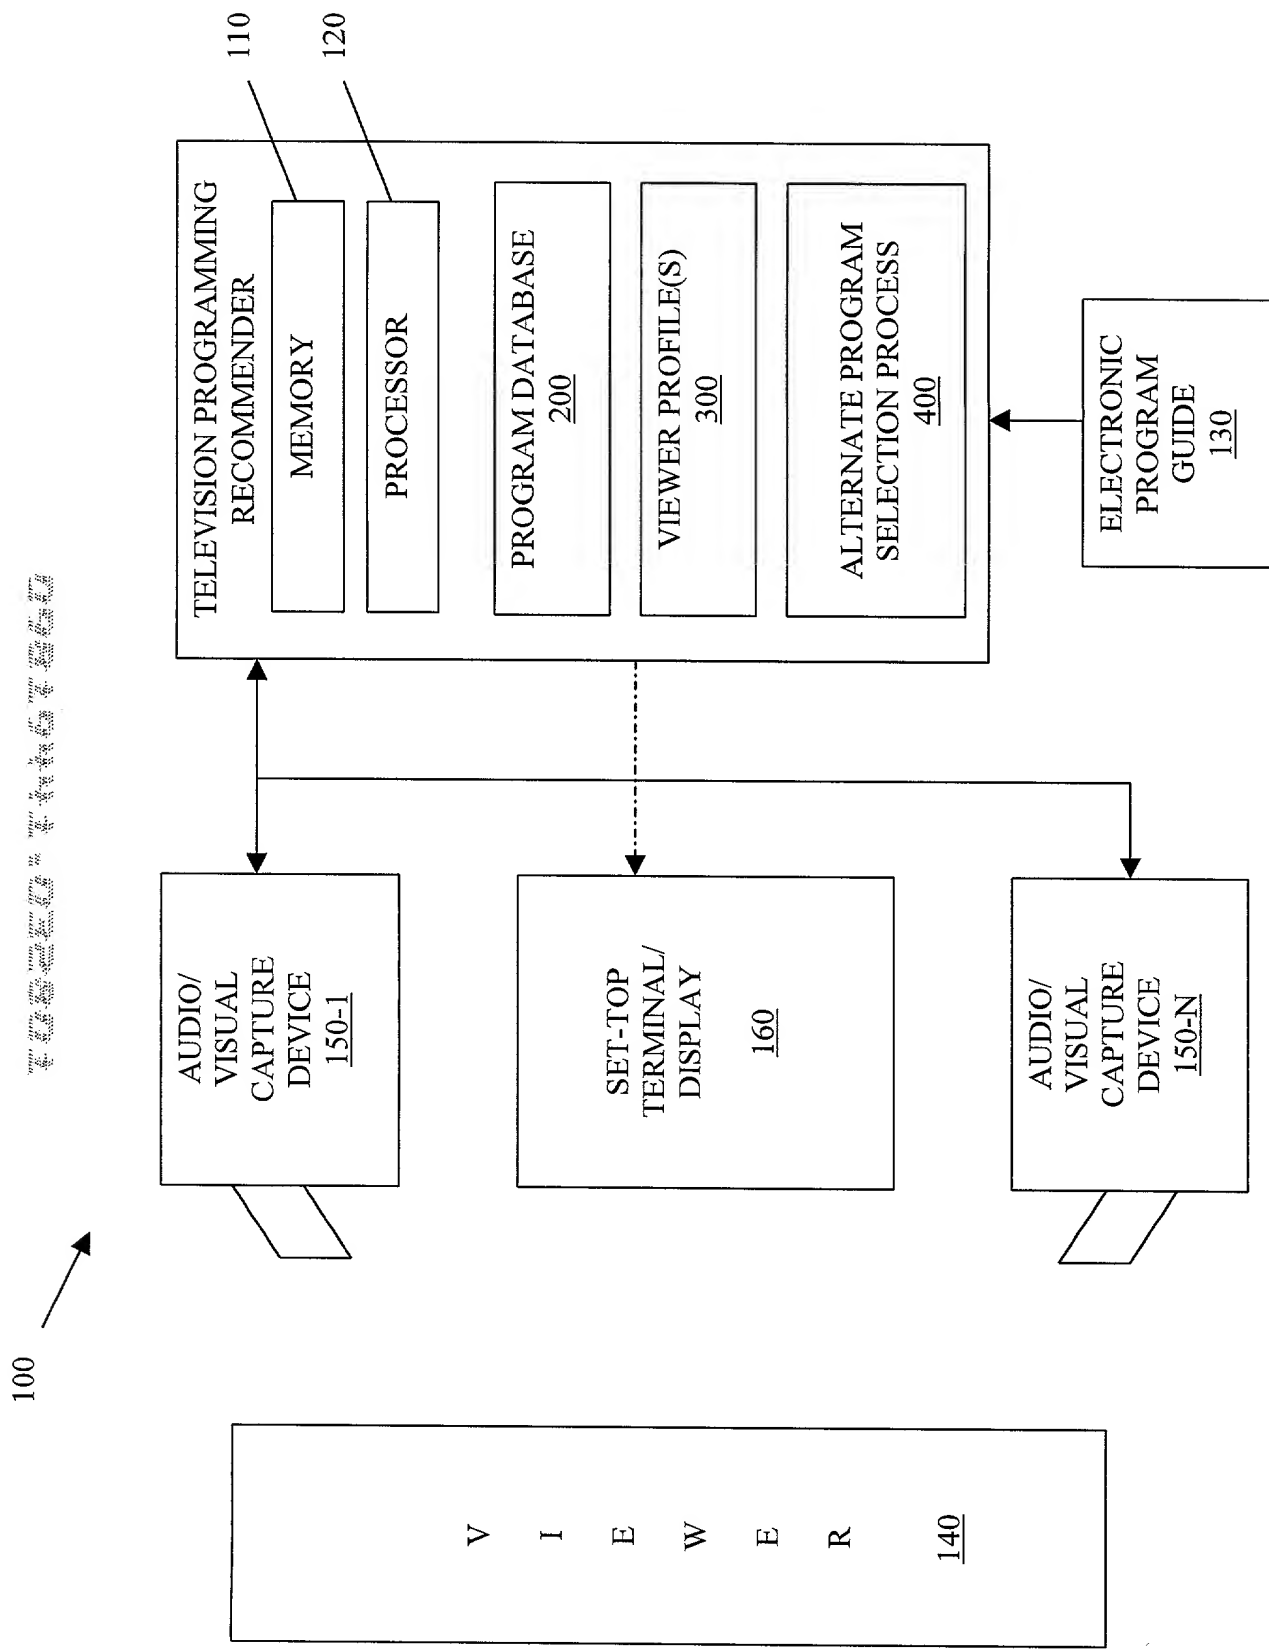 100
VIEWER
140
AUDIO/
VISUAL
CAPTURE
DEVICE
150-1
SET-TOP
TERMINAL/
DISPLAY
160
AUDIO/
VISUAL
CAPTURE
DEVICE
150-N
TELEVISION PROGRAMMING
RECOMMENDER
MEMORY
110
PROCESSOR
120
PROGRAM DATABASE
200
VIEWER PROFILE(S)
300
ALTERNATE PROGRAM
SELECTION PROCESS
400
ELECTRONIC
PROGRAM
GUIDE
130